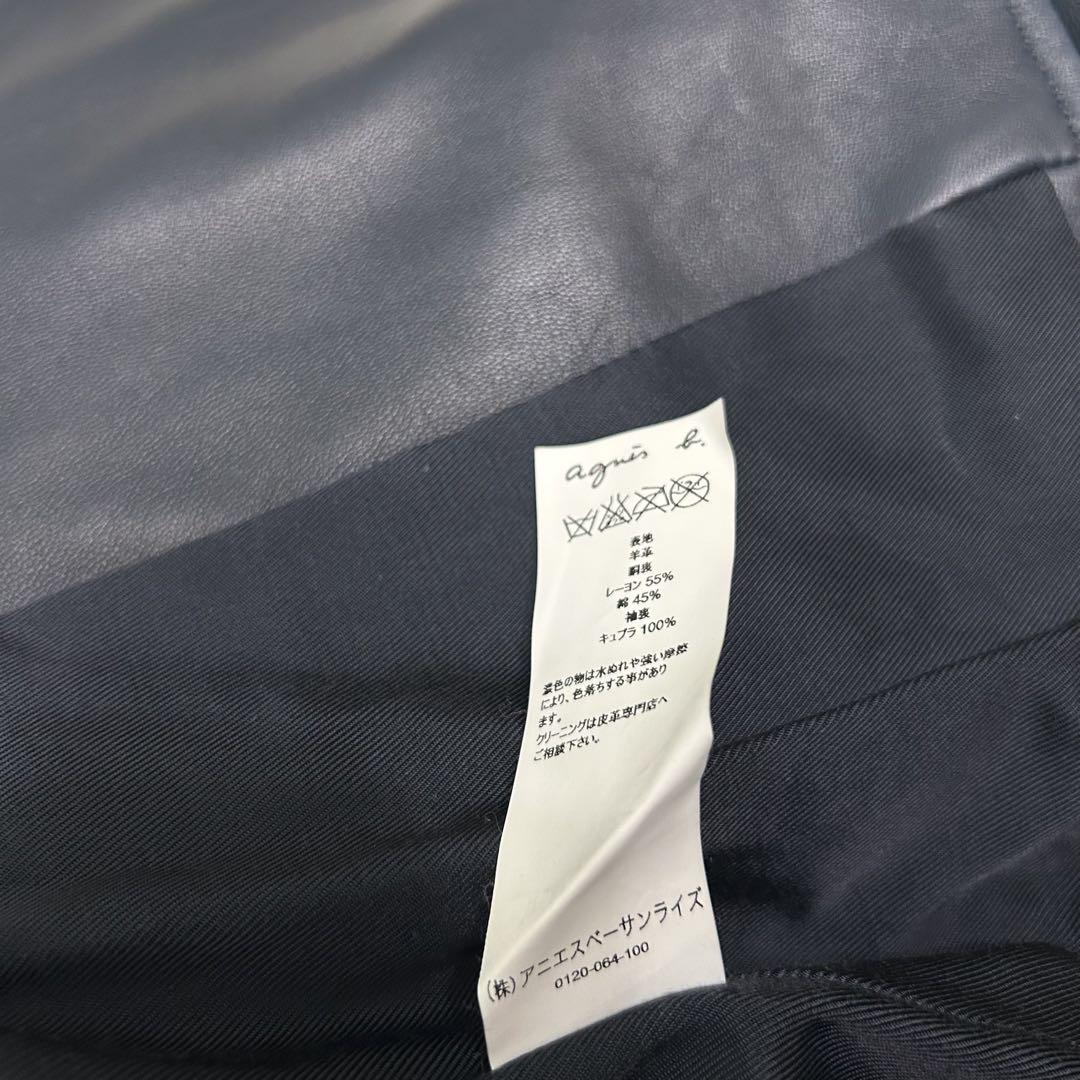 agnès b.
表地
羊革
胴裏
レーヨン 55%
綿 45%
袖裏
キュプラ 100%
濃色の物は水ぬれや強い摩擦
により、色落ちする事があり
ます。
クリーニングは皮革専門店へ
ご相談下さい。
(株)アニエスベーサンライズ
0120-064-100